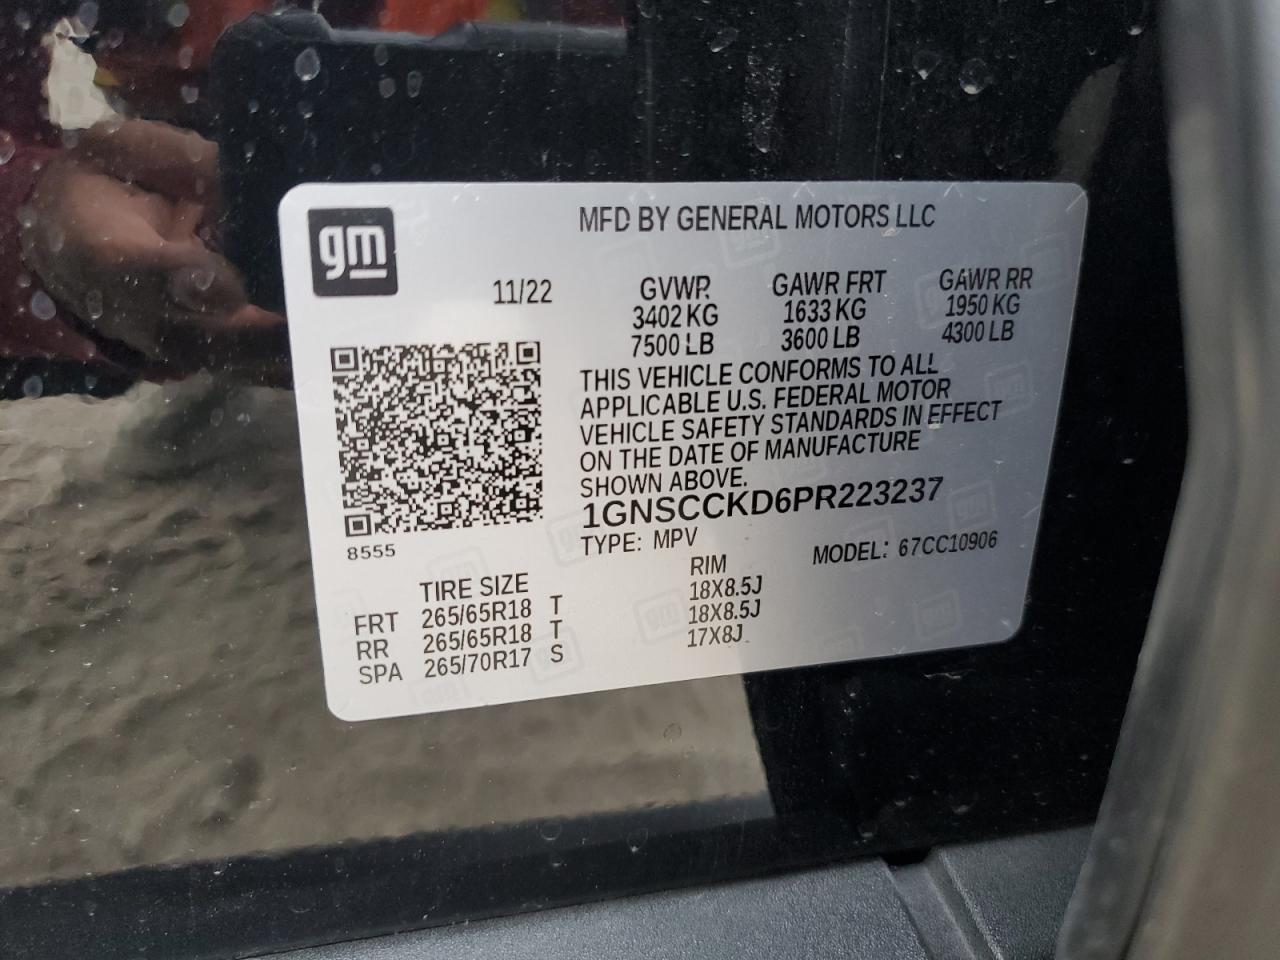 gm
MFD BY GENERAL MOTORS LLC
11/22
GVWR GAWR FRT GAWR RR
3402 KG 1633 KG 1950 KG
7500 LB 3600 LB 4300 LB
THIS VEHICLE CONFORMS TO ALL
APPLICABLE U.S. FEDERAL MOTOR
VEHICLE SAFETY STANDARDS IN EFFECT
ON THE DATE OF MANUFACTURE
SHOWN ABOVE.
1GNSCCKD6PR223237
8555
TYPE: MPV MODEL: 67CC10906
TIRE SIZE RIM
FRT 265/65R18 T 18X8.5J
RR 265/65R18 T 18X8.5J
SPA 265/70R17 S 17X8J